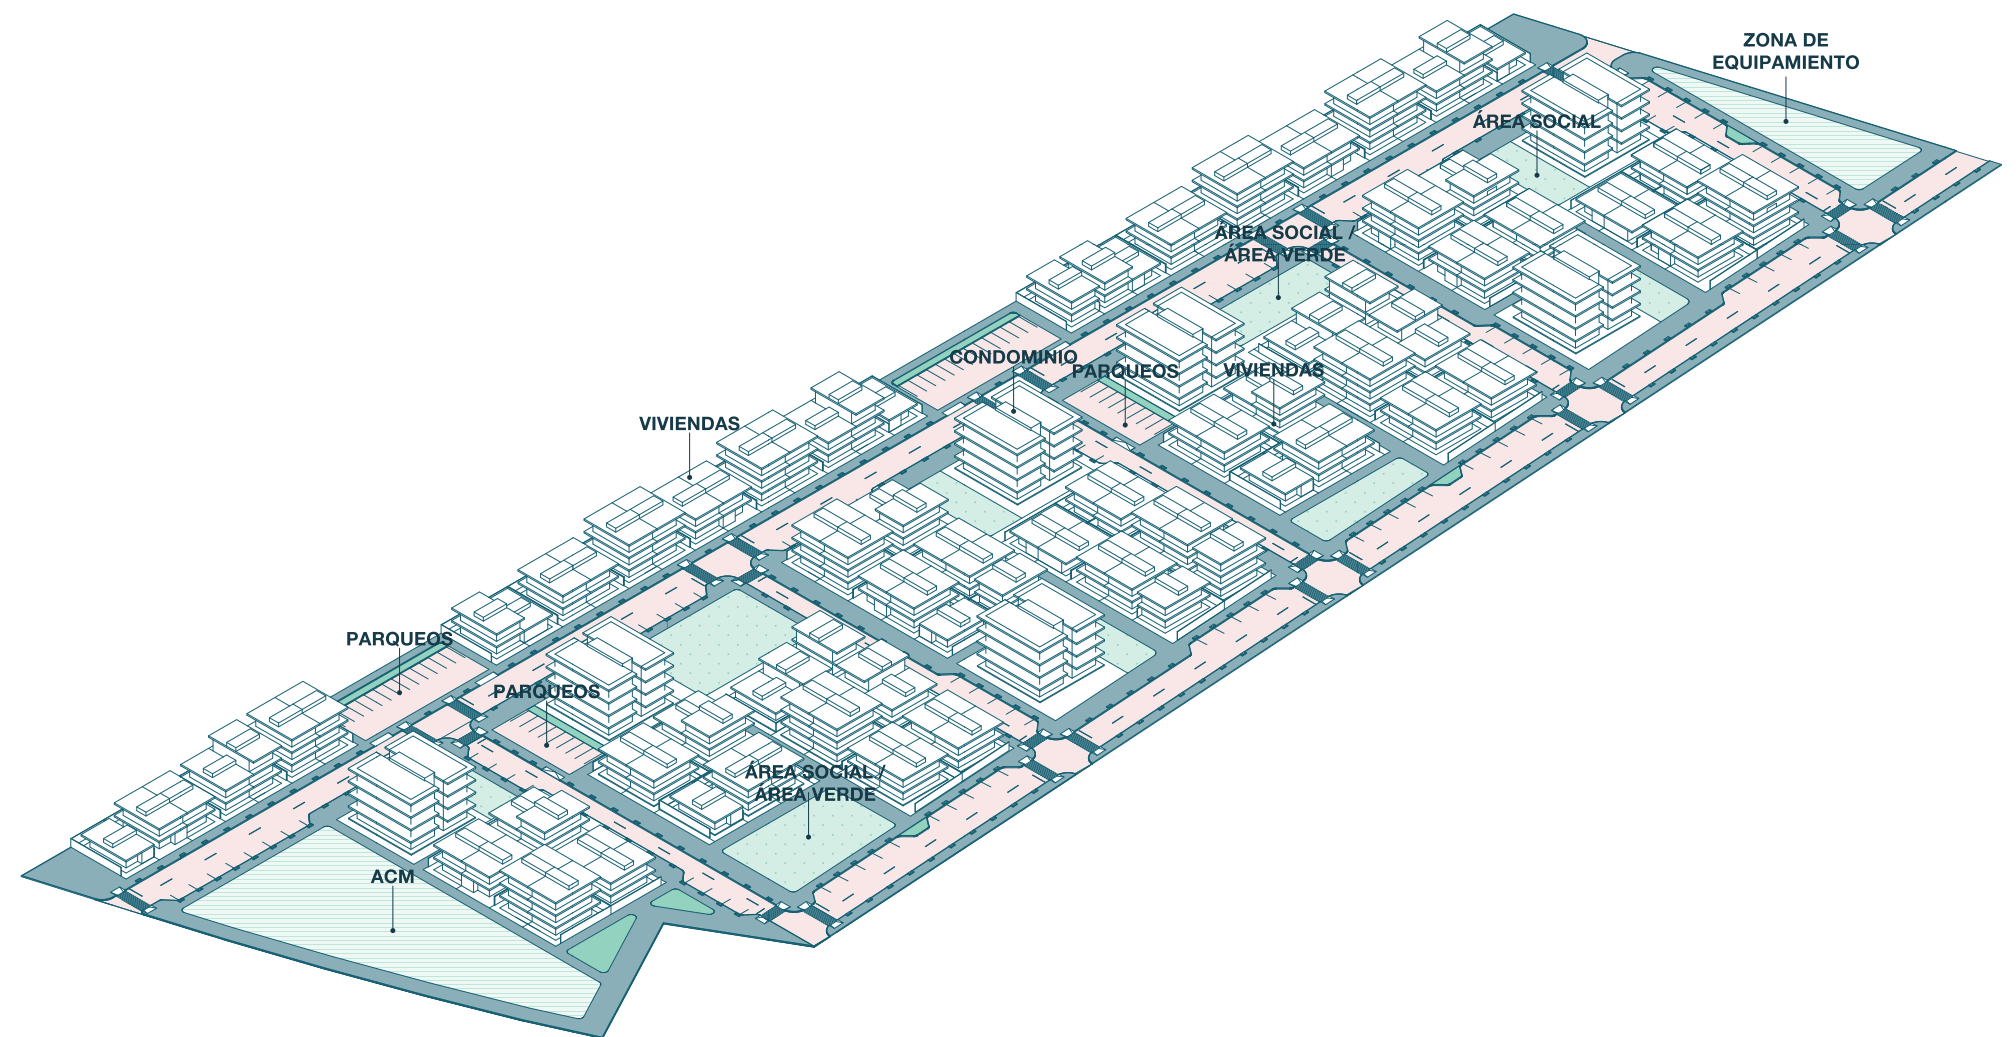 ZONA DE
EQUIPAMIENTO
ÁREA SOCIAL
ÁREA SOCIAL /
ÁREA VERDE
CONDOMINIO
PARQUEOS
VIVIENDAS
VIVIENDAS
PARQUEOS
PARQUEOS
ÁREA SOCIAL /
ÁREA VERDE
ACM